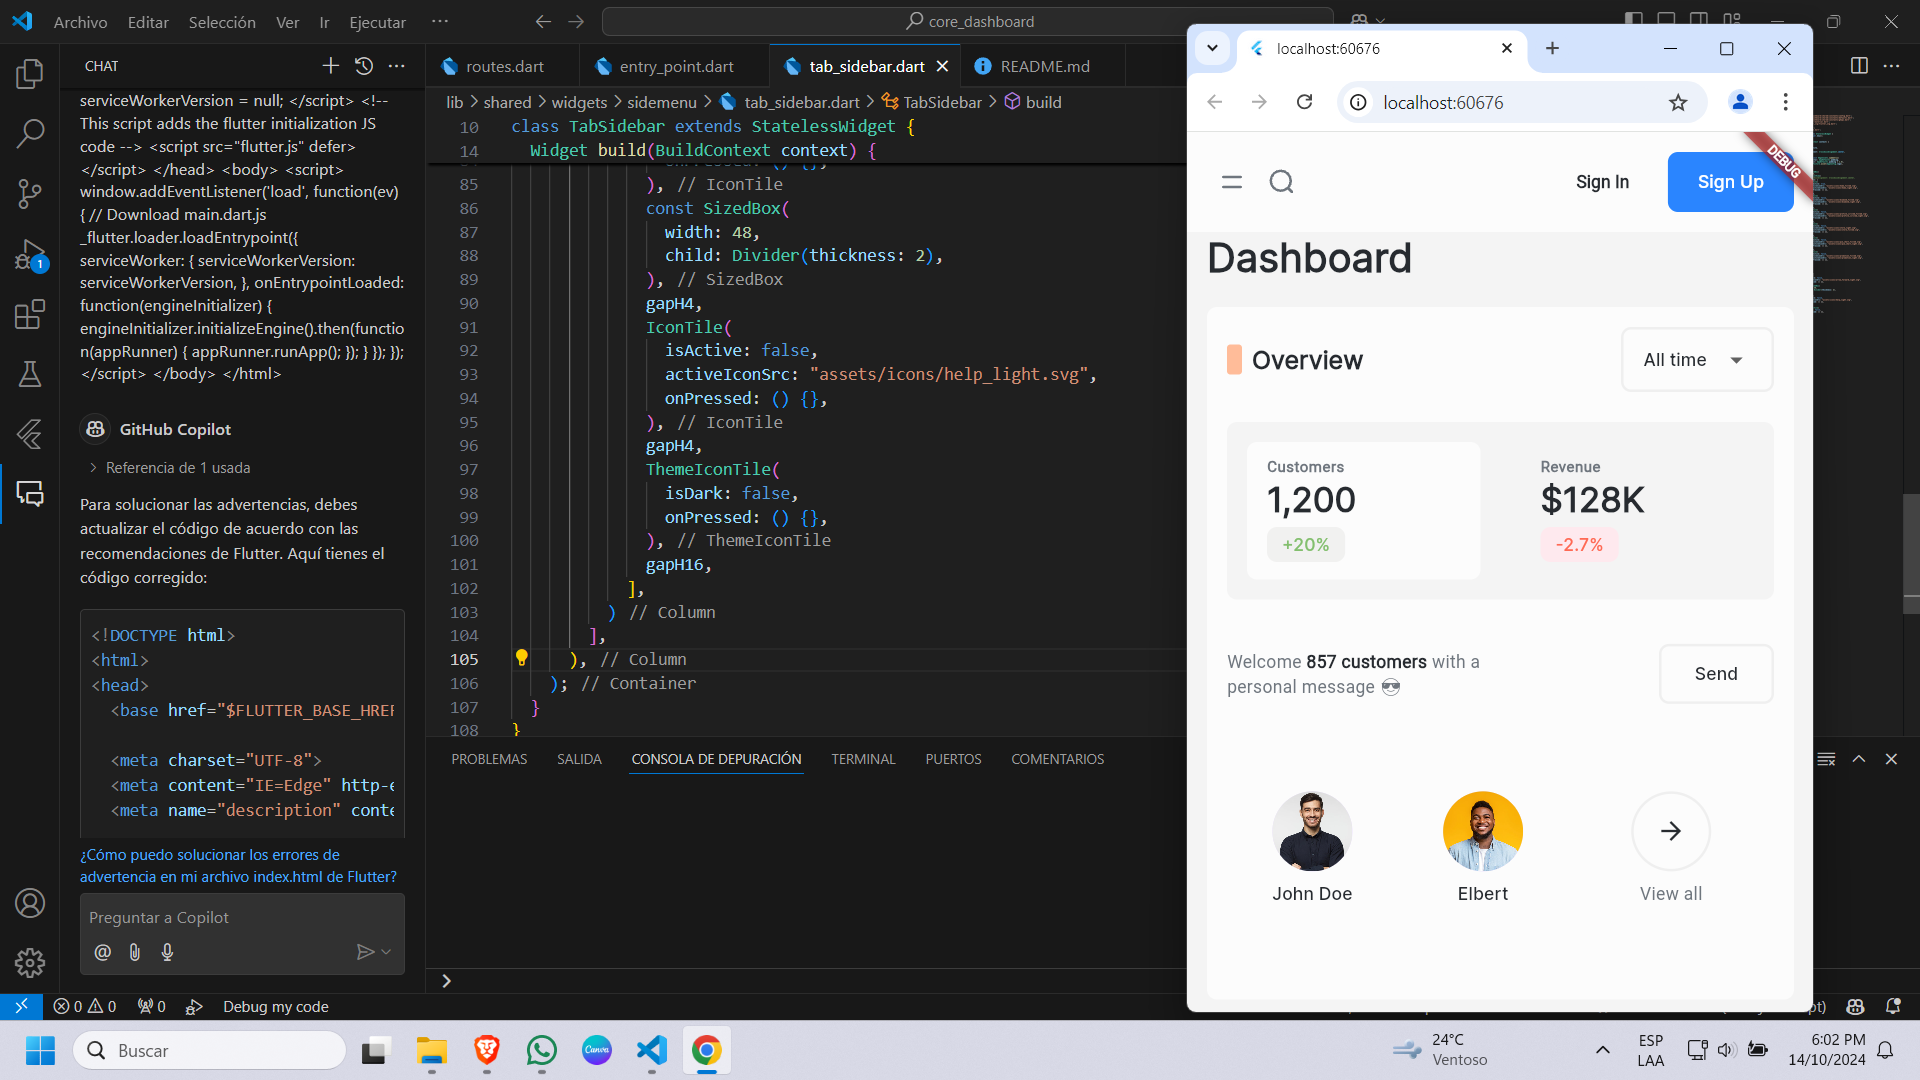 Archivo Editar Selección Ver Ir Ejecutar ···
core_dashboard
CHAT
serviceWorkerVersion = null; </script> <!--
This script adds the flutter initialization JS
code --> <script src="flutter.js" defer>
</script> </head> <body> <script>
window.addEventListener('load', function(ev)
{ // Download main.dart.js
_flutter.loader.loadEntrypoint({
serviceWorker: { serviceWorkerVersion:
serviceWorkerVersion, }, onEntrypointLoaded:
function(engineInitializer) {
engineInitializer.initializeEngine().then(functio
n(appRunner) { appRunner.runApp(); }); } }); });
</script> </body> </html>
GitHub Copilot
Referencia de 1 usada
Para solucionar las advertencias, debes
actualizar el código de acuerdo con las
recomendaciones de Flutter. Aquí tienes el
código corregido:
<!DOCTYPE html>
<html>
<head>
<base href="$FLUTTER_BASE_HREF
<meta charset="UTF-8">
<meta content="IE=Edge" http-e
<meta name="description" conte
¿Cómo puedo solucionar los errores de
advertencia en mi archivo index.html de Flutter?
Preguntar a Copilot
routes.dart
entry_point.dart
tab_sidebar.dart
README.md
lib > shared > widgets > sidemenu > tab_sidebar.dart > TabSidebar > build
10 class TabSidebar extends StatelessWidget {
14 Widget build(BuildContext context) {
85 ), // IconTile
86 const SizedBox(
87 width: 48,
88 child: Divider(thickness: 2),
89 ), // SizedBox
90 gapH4,
91 IconTile(
92 isActive: false,
93 activeIconSrc: "assets/icons/help_light.svg",
94 onPressed: () {},
95 ), // IconTile
96 gapH4,
97 ThemeIconTile(
98 isDark: false,
99 onPressed: () {},
100 ), // ThemeIconTile
101 gapH16,
102 ],
103 ) // Column
104 ],
105 ), // Column
106 ); // Container
107 }
108 }
PROBLEMAS SALIDA CONSOLA DE DEPURACIÓN TERMINAL PUERTOS COMENTARIOS
localhost:60676
localhost:60676
DEBUG
Sign In
Sign Up
Dashboard
Overview
All time
Customers
1,200
+20%
Revenue
$128K
-2.7%
Welcome 857 customers with a
personal message 😎
Send
John Doe
Elbert
View all
1
0 0 0 Debug my code
Buscar
Canva
24°C
Ventoso
ESP
LAA
6:02 PM
14/10/2024